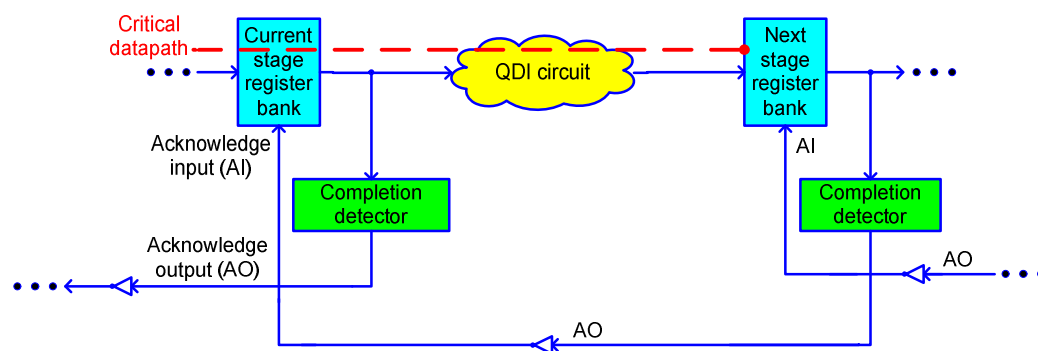 Critical
datapath
Current
stage
register
bank
QDI circuit
Next
stage
register
bank
Acknowledge
input (AI)
AI
Completion
detector
Completion
detector
Acknowledge
output (AO)
AO
AO